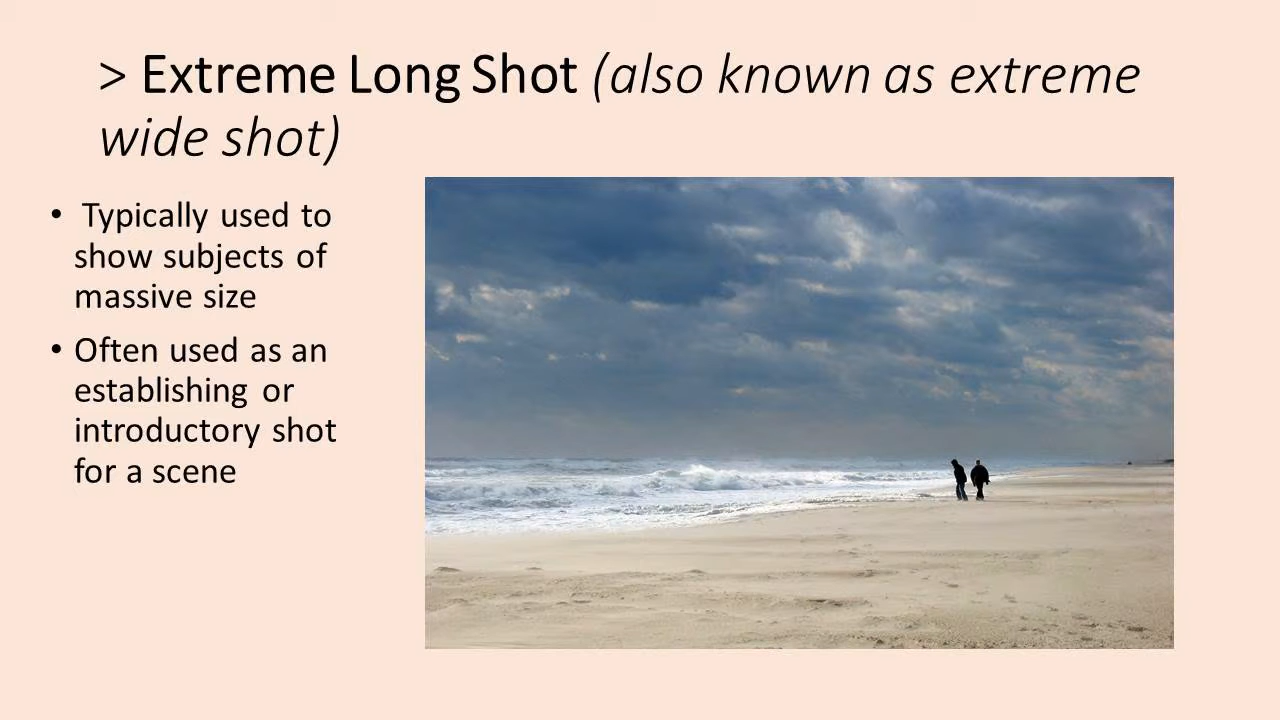 > Extreme Long Shot (also known as extreme
wide shot)
• Typically used to
show subjects of
massive size
• Often used as an
establishing or
introductory shot
for a scene